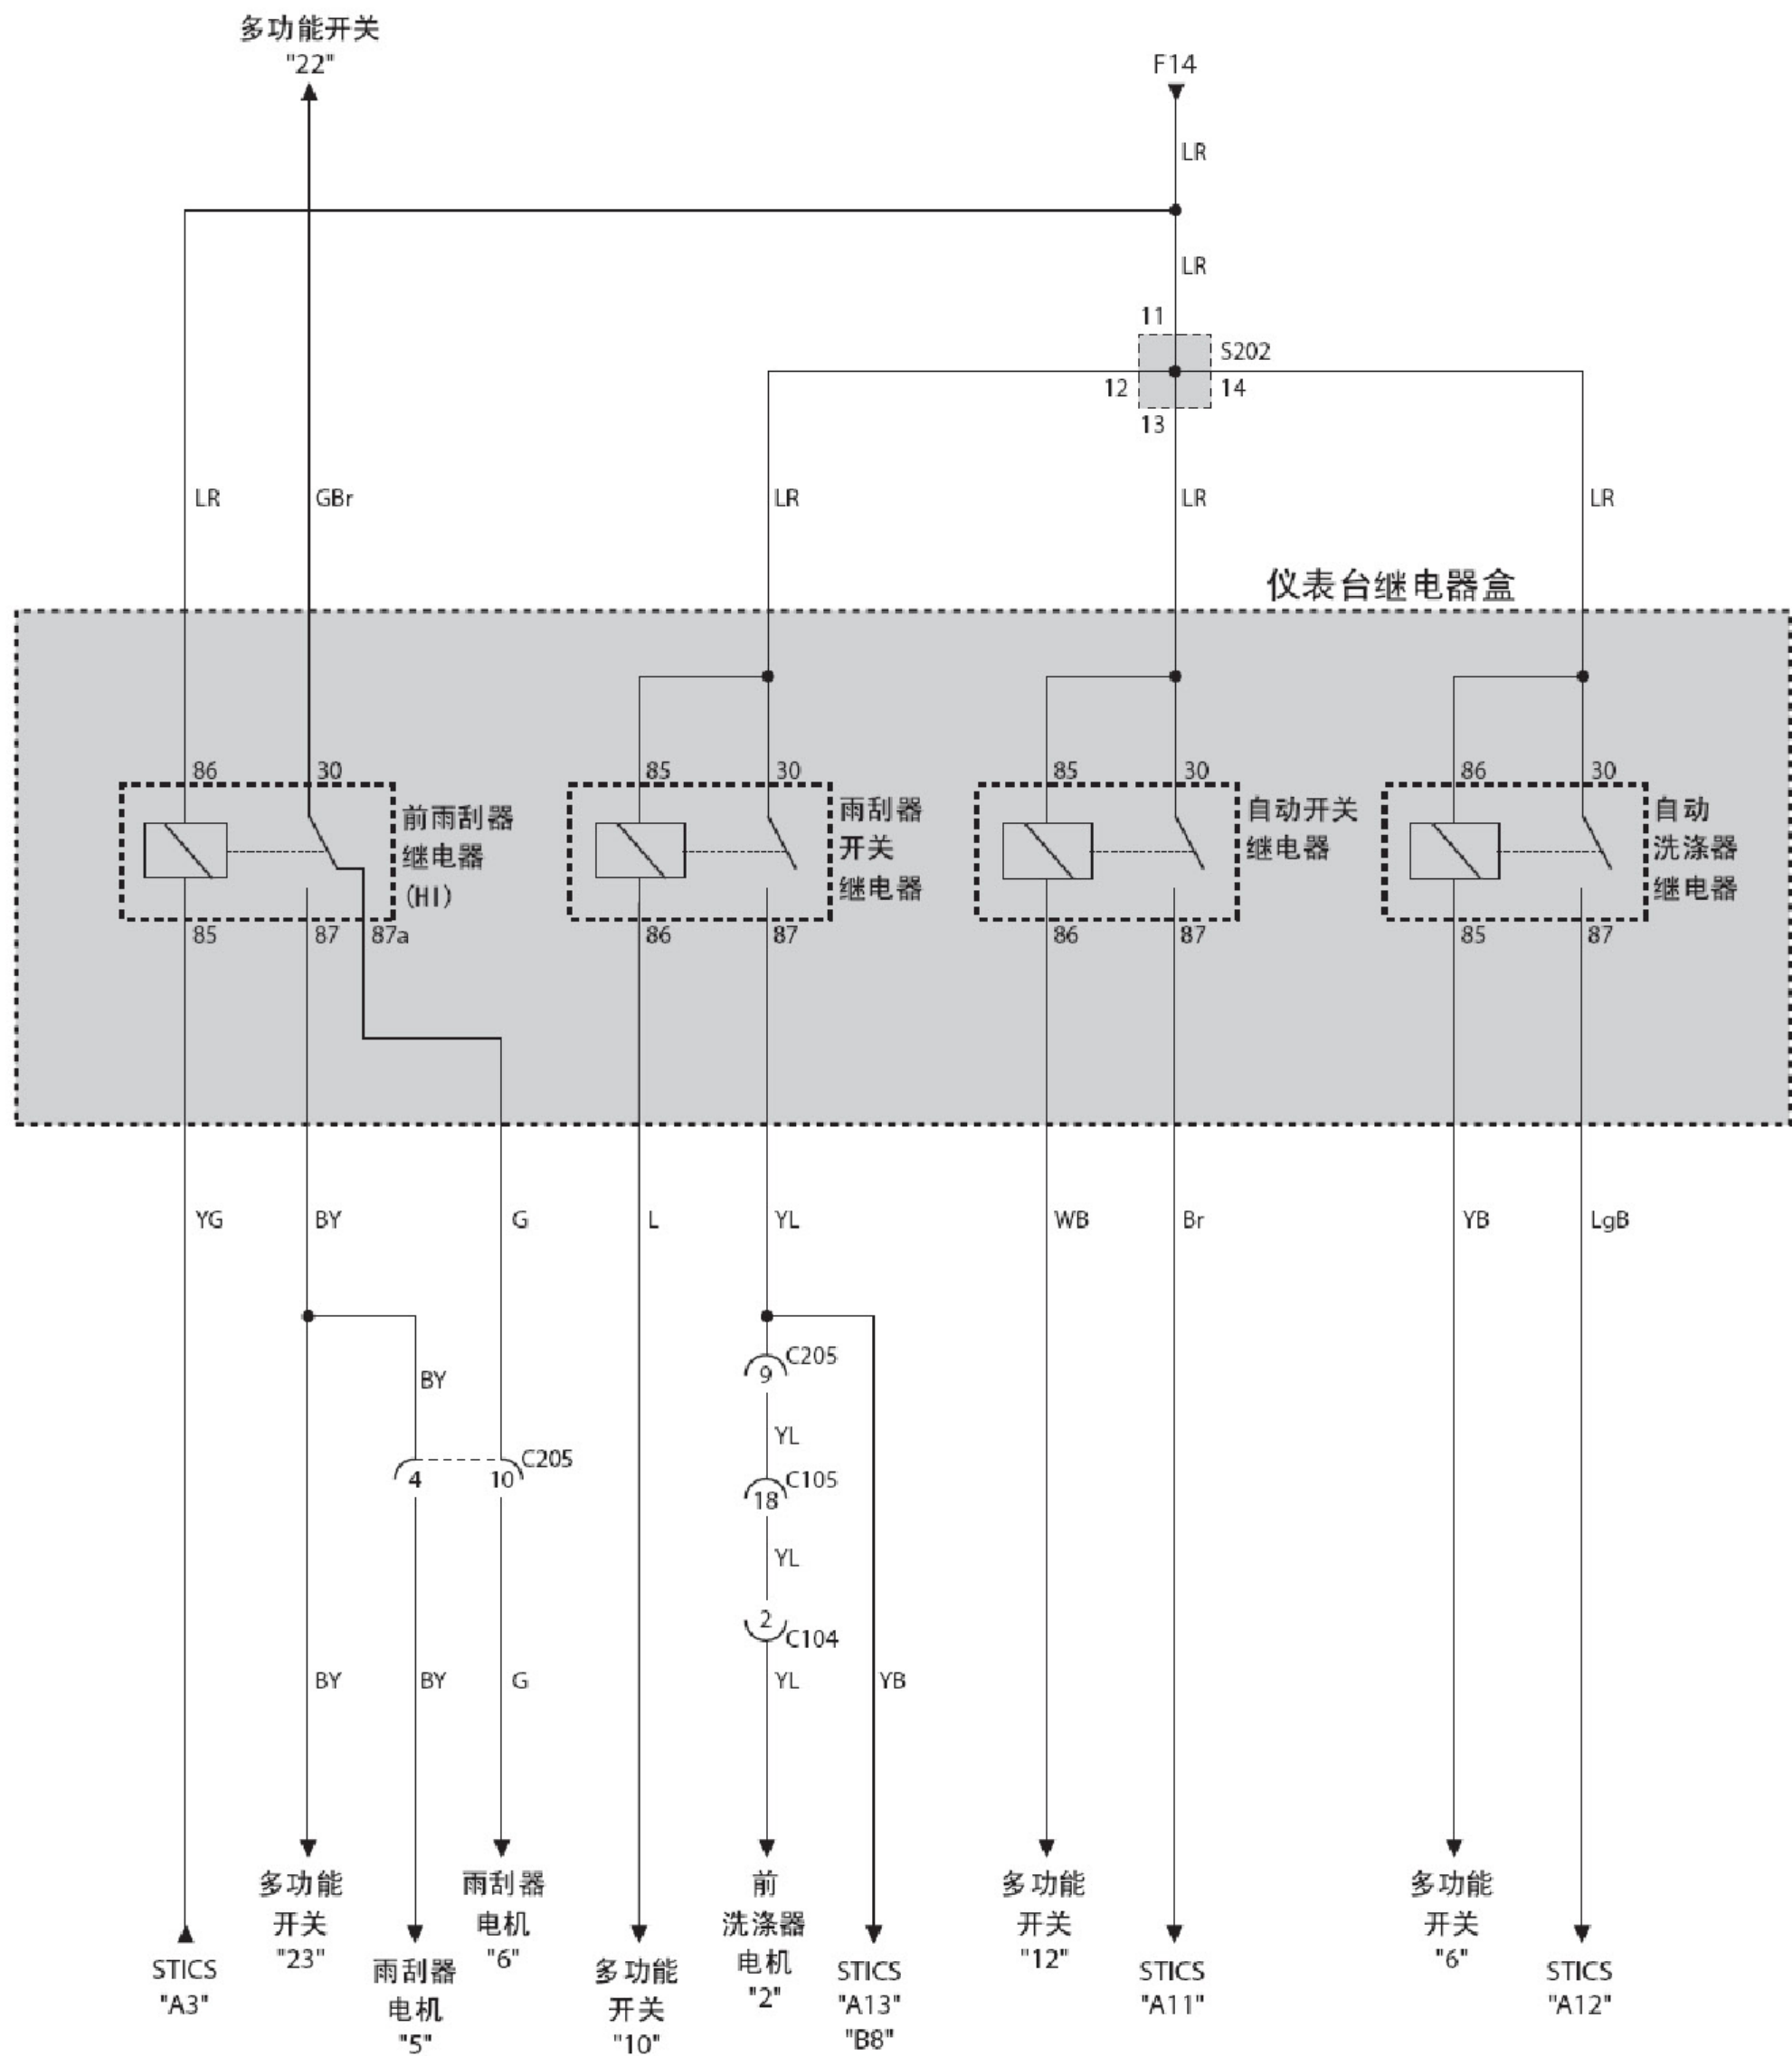 多功能开关
"22"
F14
LR
LR
11
S202
12
14
13
LR
GBr
LR
LR
LR
仪表台继电器盒
86
30
85
30
85
30
86
30
前雨刮器
继电器
(HI)
雨刮器
开关
继电器
自动开关
继电器
自动
洗涤器
继电器
85
87
87a
86
87
86
87
85
87
YG
BY
G
L
YL
WB
Br
YB
LgB
C205
9
BY
YL
C205
4
10
C105
18
YL
2
C104
BY
BY
G
YL
YB
多功能
开关
"23"
雨刮器
电机
"6"
前
洗涤器
电机
"2"
多功能
开关
"12"
多功能
开关
"6"
STICS
"A3"
雨刮器
电机
"5"
多功能
开关
"10"
STICS
"A13"
"B8"
STICS
"A11"
STICS
"A12"